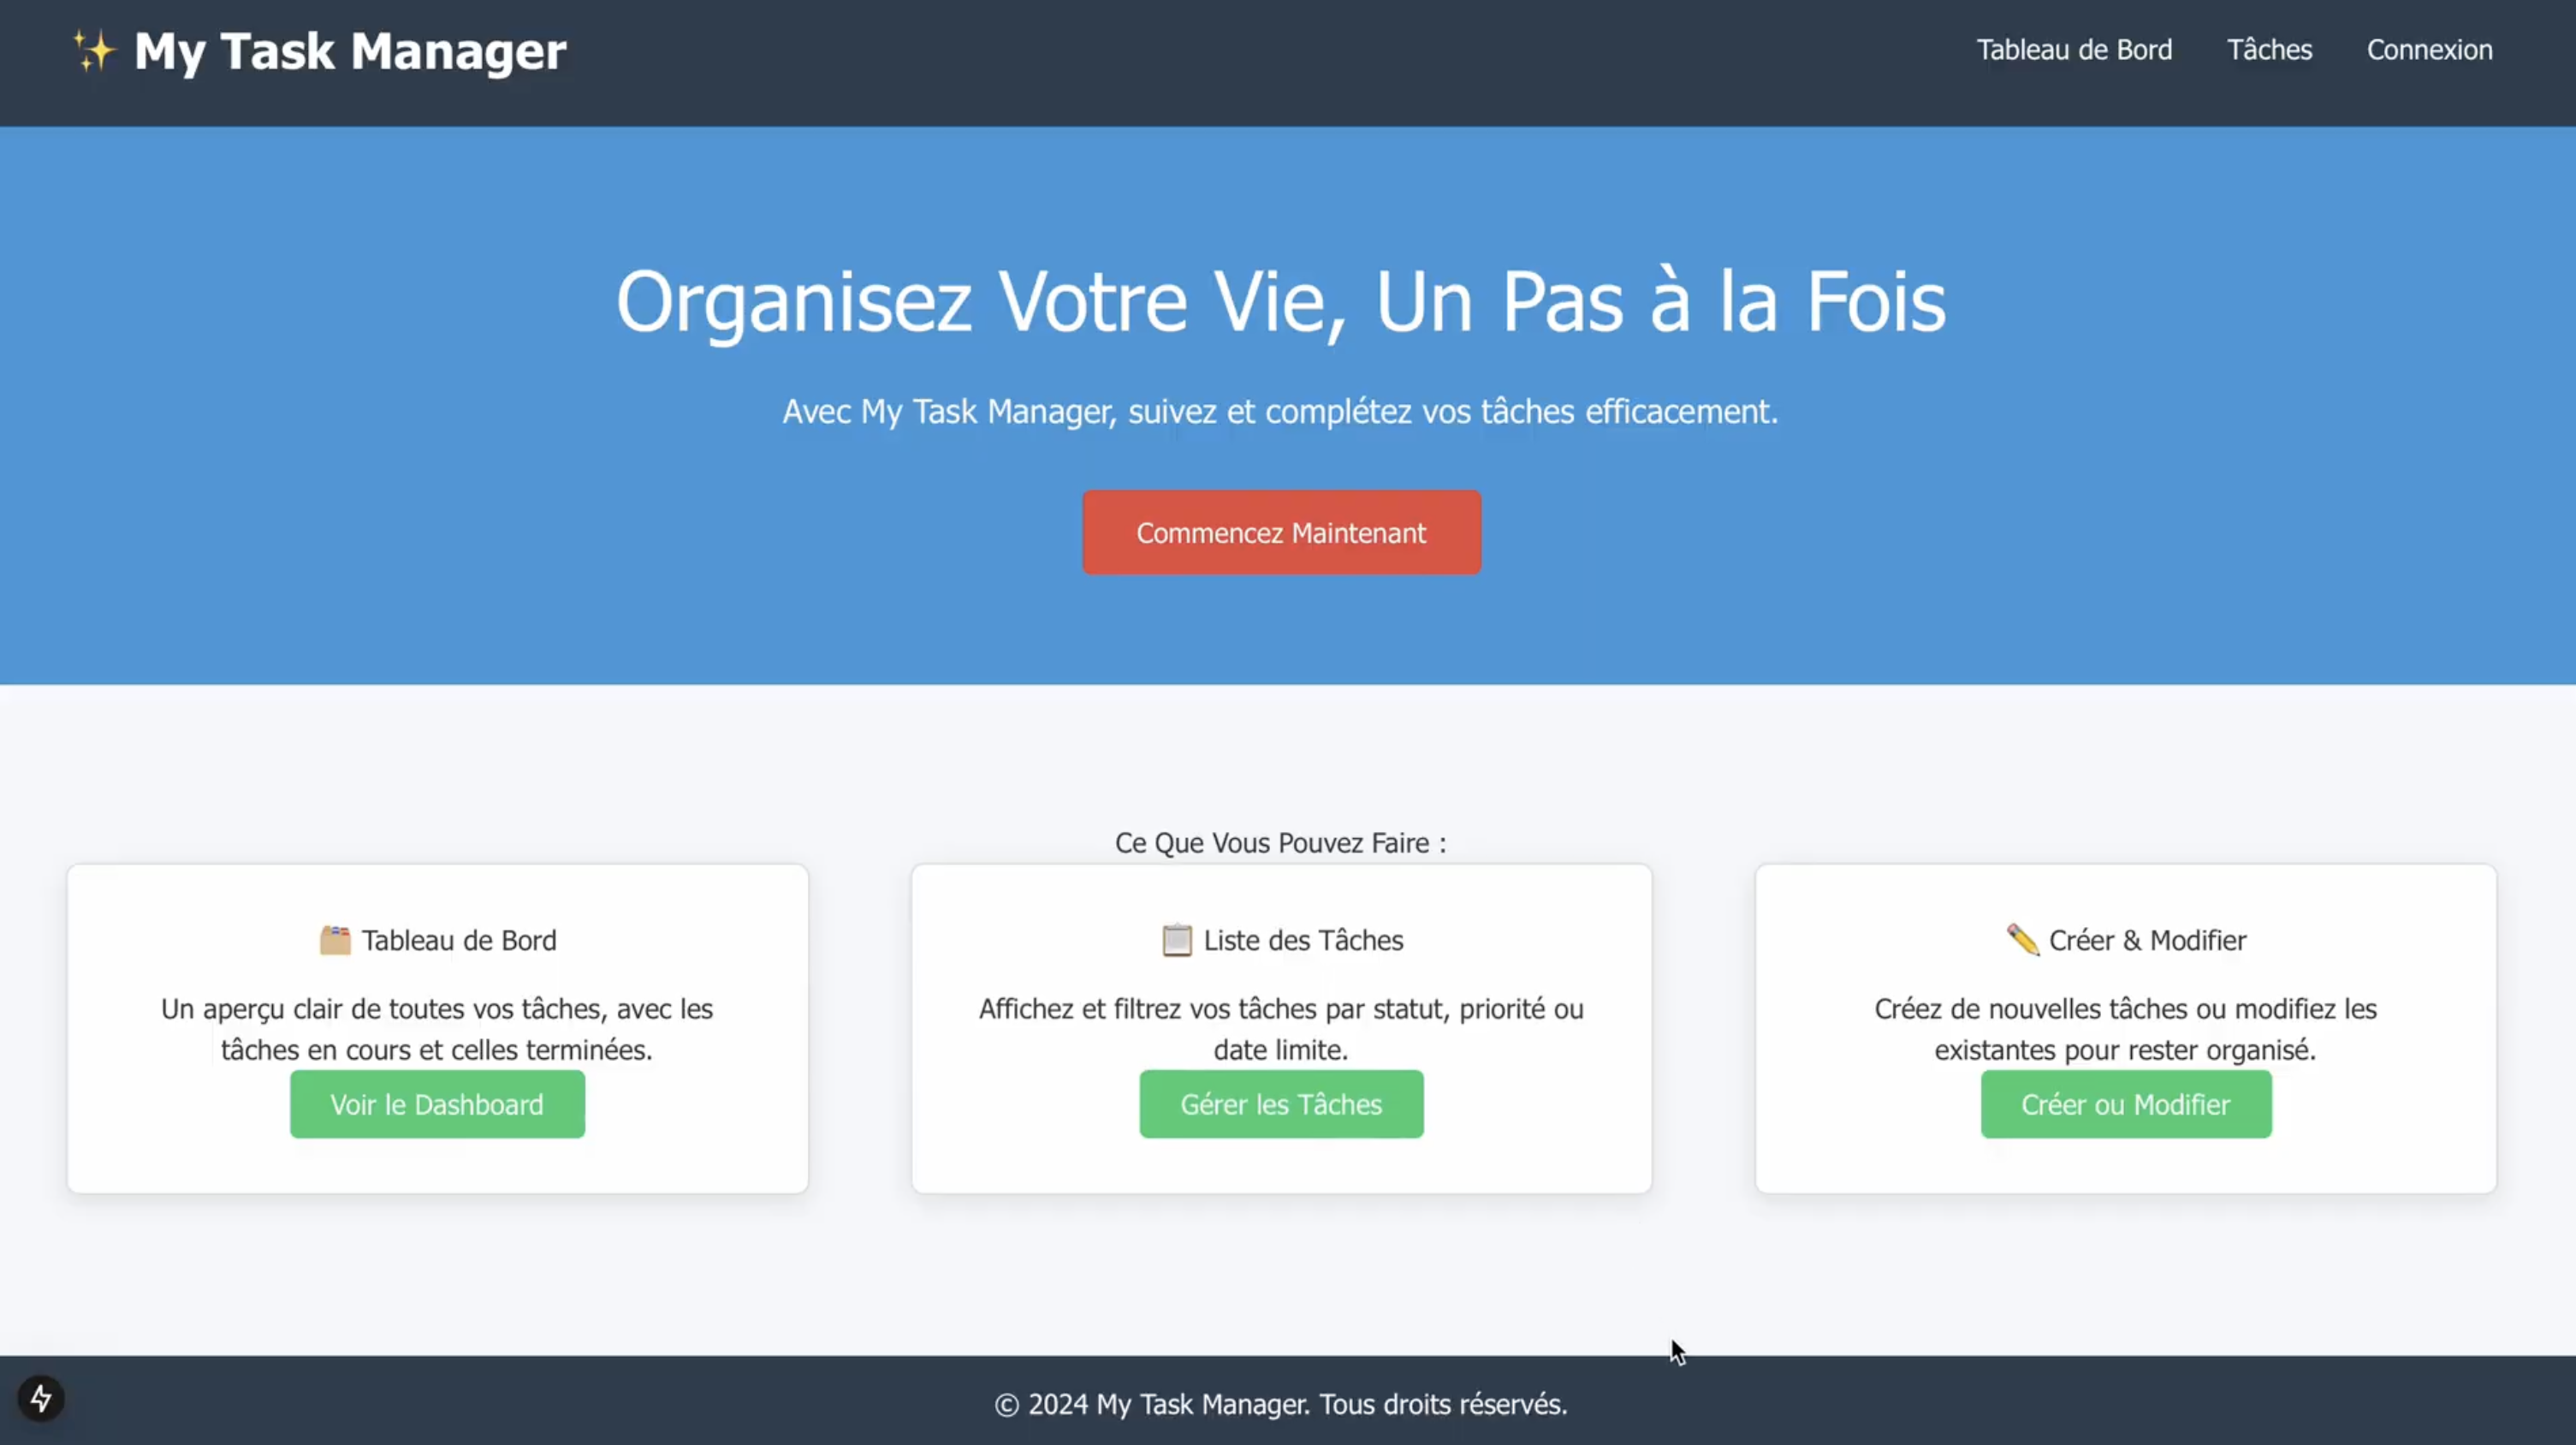 ✨ My Task Manager
Tableau de Bord Tâches Connexion
Organisez Votre Vie, Un Pas à la Fois
Avec My Task Manager, suivez et complétez vos tâches efficacement.
Commencez Maintenant
Ce Que Vous Pouvez Faire :
🗂️ Tableau de Bord
Un aperçu clair de toutes vos tâches, avec les
tâches en cours et celles terminées.
Voir le Dashboard
📋 Liste des Tâches
Affichez et filtrez vos tâches par statut, priorité ou
date limite.
Gérer les Tâches
✏️ Créer & Modifier
Créez de nouvelles tâches ou modifiez les
existantes pour rester organisé.
Créer ou Modifier
© 2024 My Task Manager. Tous droits réservés.